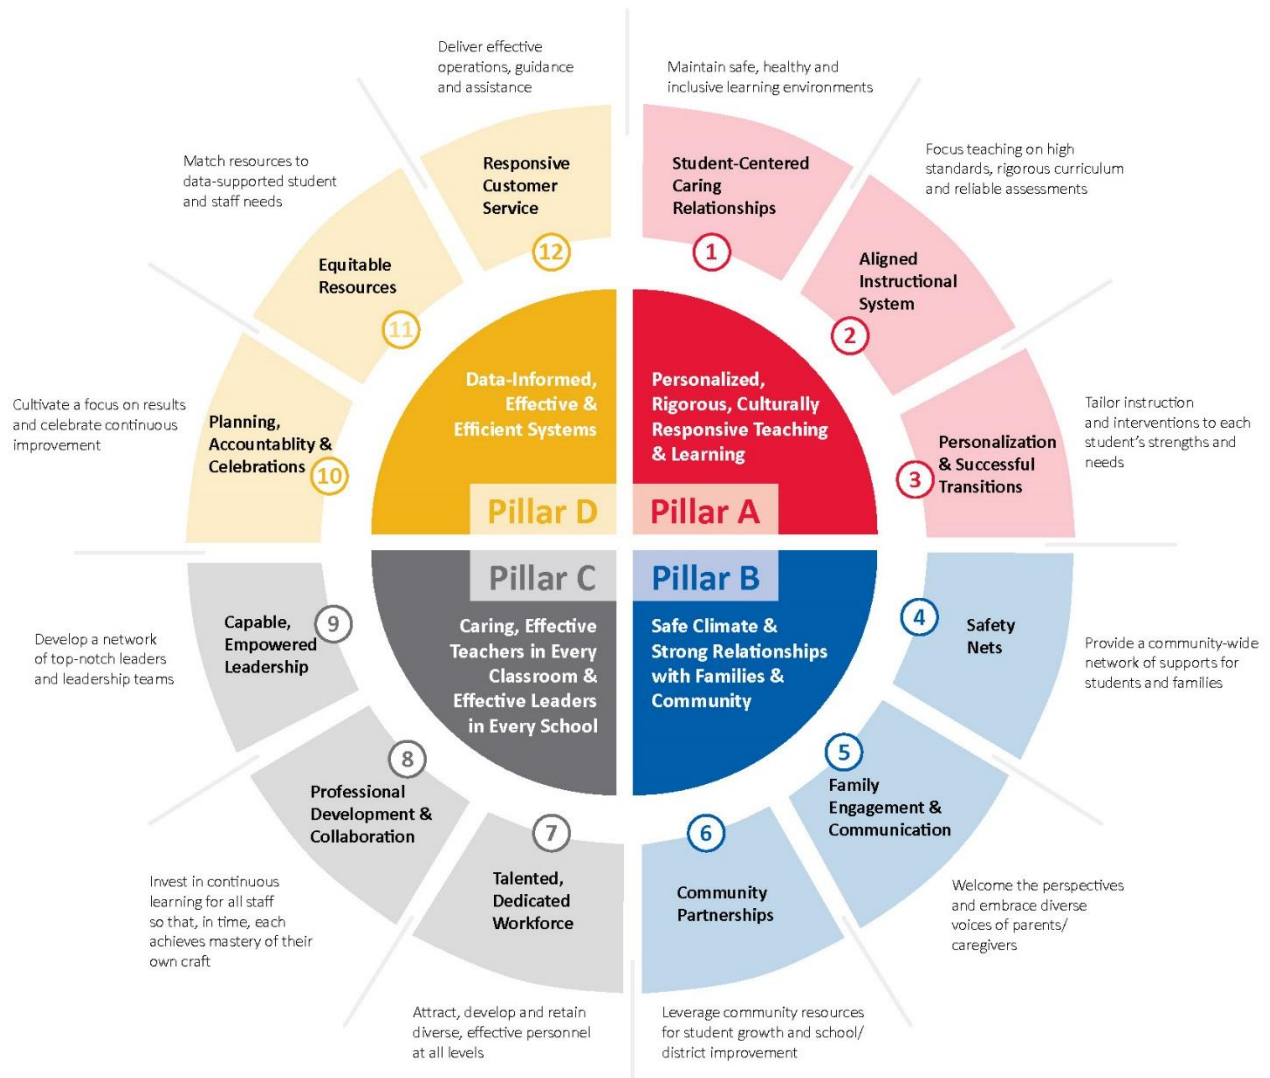 Deliver effective
operations, guidance
and assistance
Maintain safe, healthy and
inclusive learning environments
Match resources to
data-supported student
and staff needs
Focus teaching on high
standards, rigorous curriculum
and reliable assessments
Responsive
Customer
Service
12
Student-Centered
Caring
Relationships
1
Equitable
Resources
11
Aligned
Instructional
System
2
Cultivate a focus on results
and celebrate continuous
improvement
Planning,
Accountablity &
Celebrations
10
Data-Informed,
Effective &
Efficient Systems
Pillar D
Personalized,
Rigorous, Culturally
Responsive Teaching
& Learning
Pillar A
Personalization
& Successful
Transitions
3
Tailor instruction
and interventions to each
student's strengths and
needs
Develop a network
of top-notch leaders
and leadership teams
Capable,
Empowered
Leadership
9
Pillar C
Caring, Effective
Teachers in Every
Classroom &
Effective Leaders
in Every School
Pillar B
Safe Climate &
Strong Relationships
with Families &
Community
4
Safety
Nets
Provide a community-wide
network of supports for
students and families
8
Professional
Development &
Collaboration
5
Family
Engagement &
Communication
7
Talented,
Dedicated
Workforce
6
Community
Partnerships
Invest in continuous
learning for all staff
so that, in time, each
achieves mastery of their
own craft
Welcome the perspectives
and embrace diverse
voices of parents/
caregivers
Attract, develop and retain
diverse, effective personnel
at all levels
Leverage community resources
for student growth and school/
district improvement